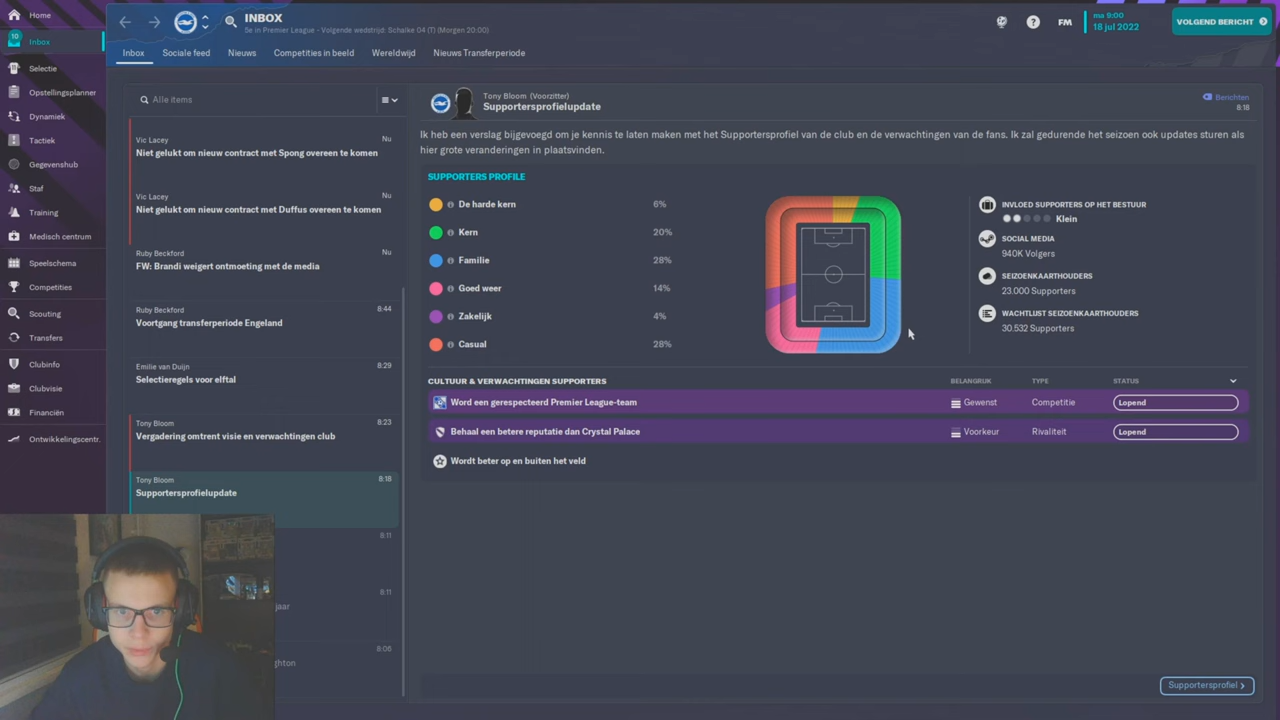 Home
INBOX
5e in Premier League - Volgende wedstrijd: Schalke 04 (T) (Morgen 20:00)
FM
ma 9:00
18 jul 2022
VOLGEND BERICHT
10
Inbox
Selectie
Opstellingsplanner
Dynamiek
Tactiek
Gegevenshub
Staf
Training
Medisch centrum
Speelschema
Competities
Scouting
Transfers
Clubinfo
Clubvisie
Financiën
Ontwikkelingscentr.
Inbox
Sociale feed
Nieuws
Competities in beeld
Wereldwijd
Nieuws Transferperiode
Alle items
Vic Lacey
Nu
Niet gelukt om nieuw contract met Spong overeen te komen
Vic Lacey
Nu
Niet gelukt om nieuw contract met Duffus overeen te komen
Ruby Beckford
Nu
FW: Brandi weigert ontmoeting met de media
Ruby Beckford
8:44
Voortgang transferperiode Engeland
Emilie van Duijn
8:29
Selectieregels voor elftal
Tony Bloom
8:23
Vergadering omtrent visie en verwachtingen club
Tony Bloom
8:18
Supportersprofielupdate
8:11
8:11
jaar
8:06
ghton
Tony Bloom (Voorzitter)
Supportersprofielupdate
Berichten
8:18
Ik heb een verslag bijgevoegd om je kennis te laten maken met het Supportersprofiel van de club en de verwachtingen van de fans. Ik zal gedurende het seizoen ook updates sturen als
hier grote veranderingen in plaatsvinden.
SUPPORTERS PROFILE
De harde kern 6%
Kern 20%
Familie 28%
Goed weer 14%
Zakelijk 4%
Casual 28%
INVLOED SUPPORTERS OP HET BESTUUR
Klein
SOCIAL MEDIA
940K Volgers
SEIZOENKAARTHOUDERS
23.000 Supporters
WACHTLIJST SEIZOENKAARTHOUDERS
30.532 Supporters
CULTUUR & VERWACHTINGEN SUPPORTERS BELANGRIJK TYPE STATUS
Word een gerespecteerd Premier League-team Gewenst Competitie Lopend
Behaal een betere reputatie dan Crystal Palace Voorkeur Rivaliteit Lopend
Wordt beter op en buiten het veld
Supportersprofiel